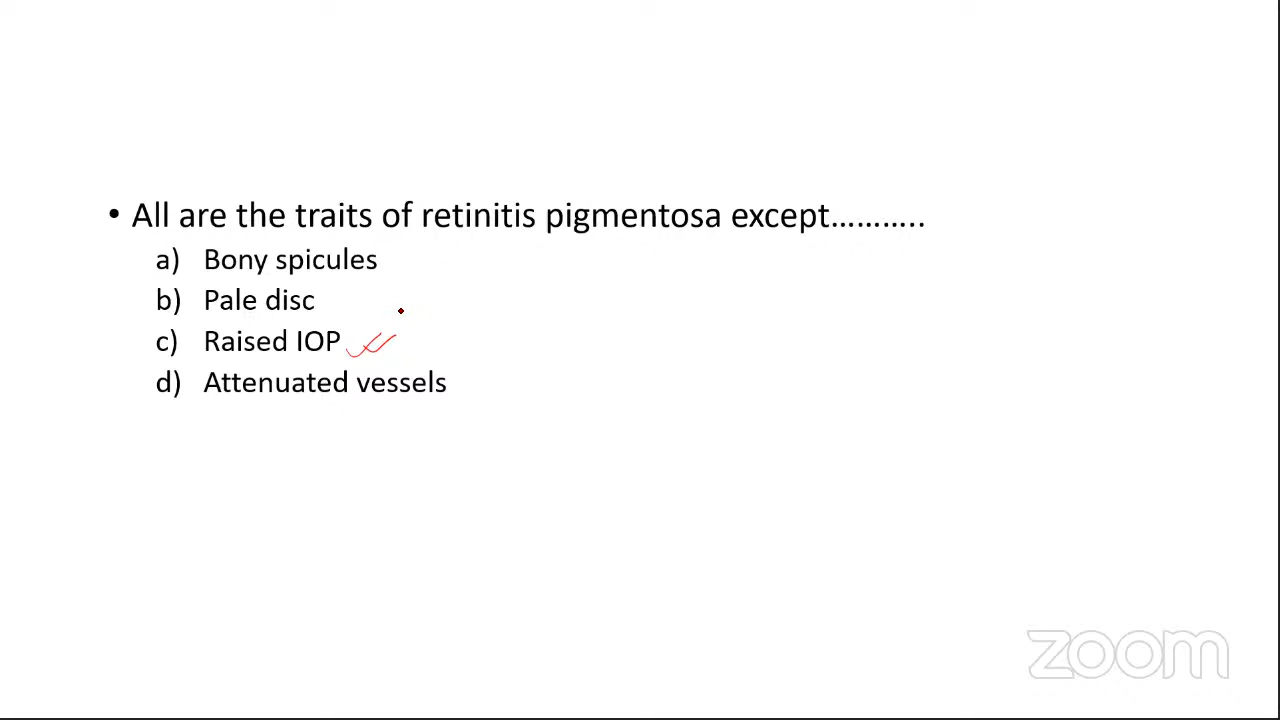 • All are the traits of retinitis pigmentosa except………..
a) Bony spicules
b) Pale disc
c) Raised IOP
d) Attenuated vessels
zoom